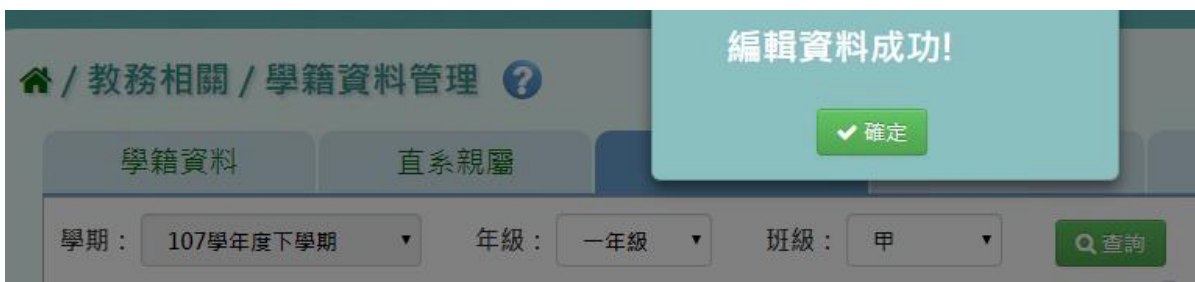 編輯資料成功!
確定
/ 教務相關 / 學籍資料管理 ?
學籍資料 直系親屬
學期： 107學年度下學期 年級： 一年級 班級： 甲 查詢